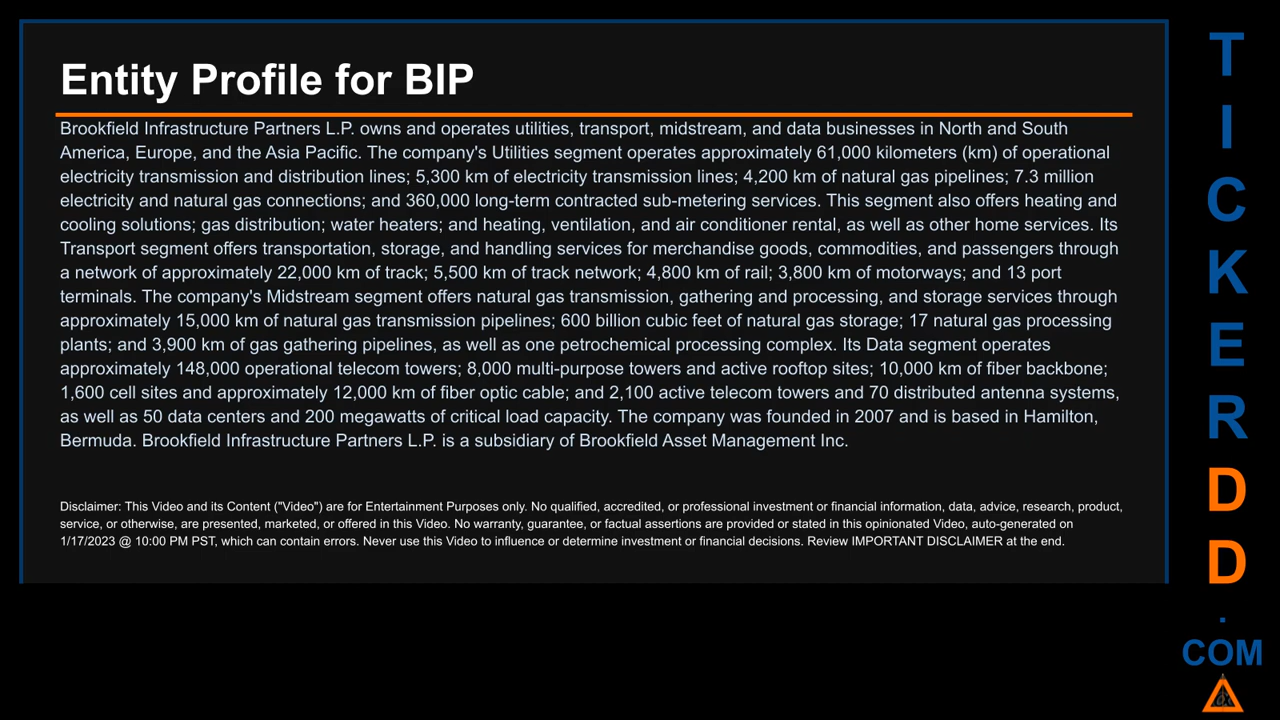 Entity Profile for BIP
Brookfield Infrastructure Partners L.P. owns and operates utilities, transport, midstream, and data businesses in North and South
America, Europe, and the Asia Pacific. The company's Utilities segment operates approximately 61,000 kilometers (km) of operational
electricity transmission and distribution lines; 5,300 km of electricity transmission lines; 4,200 km of natural gas pipelines; 7.3 million
electricity and natural gas connections; and 360,000 long-term contracted sub-metering services. This segment also offers heating and
cooling solutions; gas distribution; water heaters; and heating, ventilation, and air conditioner rental, as well as other home services. Its
Transport segment offers transportation, storage, and handling services for merchandise goods, commodities, and passengers through
a network of approximately 22,000 km of track; 5,500 km of track network; 4,800 km of rail; 3,800 km of motorways; and 13 port
terminals. The company's Midstream segment offers natural gas transmission, gathering and processing, and storage services through
approximately 15,000 km of natural gas transmission pipelines; 600 billion cubic feet of natural gas storage; 17 natural gas processing
plants; and 3,900 km of gas gathering pipelines, as well as one petrochemical processing complex. Its Data segment operates
approximately 148,000 operational telecom towers; 8,000 multi-purpose towers and active rooftop sites; 10,000 km of fiber backbone;
1,600 cell sites and approximately 12,000 km of fiber optic cable; and 2,100 active telecom towers and 70 distributed antenna systems,
as well as 50 data centers and 200 megawatts of critical load capacity. The company was founded in 2007 and is based in Hamilton,
Bermuda. Brookfield Infrastructure Partners L.P. is a subsidiary of Brookfield Asset Management Inc.
Disclaimer: This Video and its Content ("Video") are for Entertainment Purposes only. No qualified, accredited, or professional investment or financial information, data, advice, research, product,
service, or otherwise, are presented, marketed, or offered in this Video. No warranty, guarantee, or factual assertions are provided or stated in this opinionated Video, auto-generated on
1/17/2023 @ 10:00 PM PST, which can contain errors. Never use this Video to influence or determine investment or financial decisions. Review IMPORTANT DISCLAIMER at the end.
T
I
C
K
E
R
D
D
.
COM